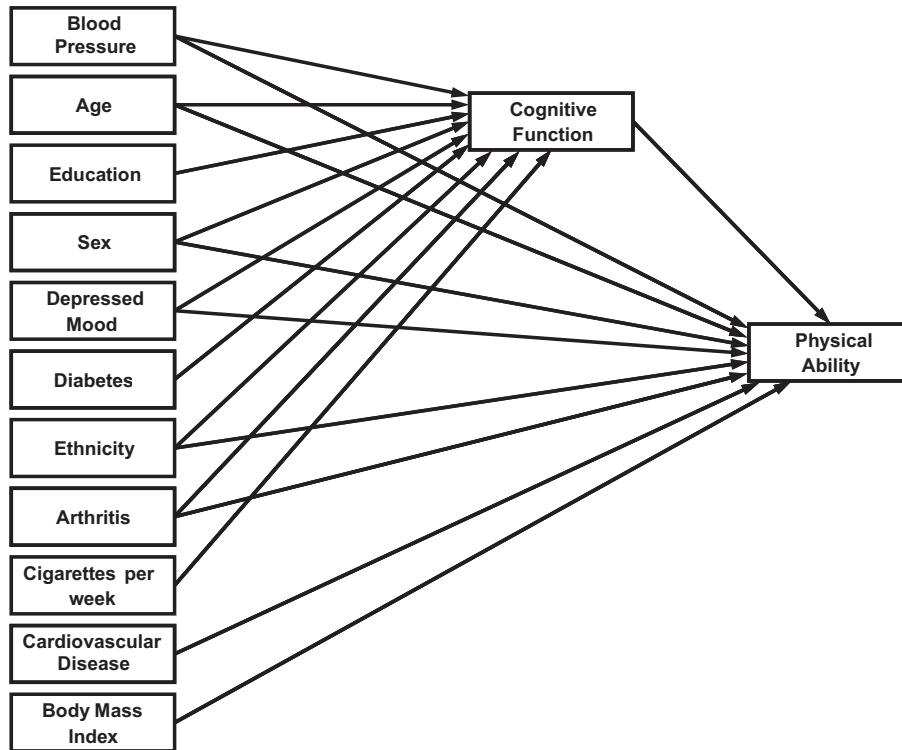 Blood
Pressure
Age
Education
Sex
Depressed
Mood
Diabetes
Ethnicity
Arthritis
Cigarettes per
week
Cardiovascular
Disease
Body Mass
Index
Cognitive
Function
Physical
Ability